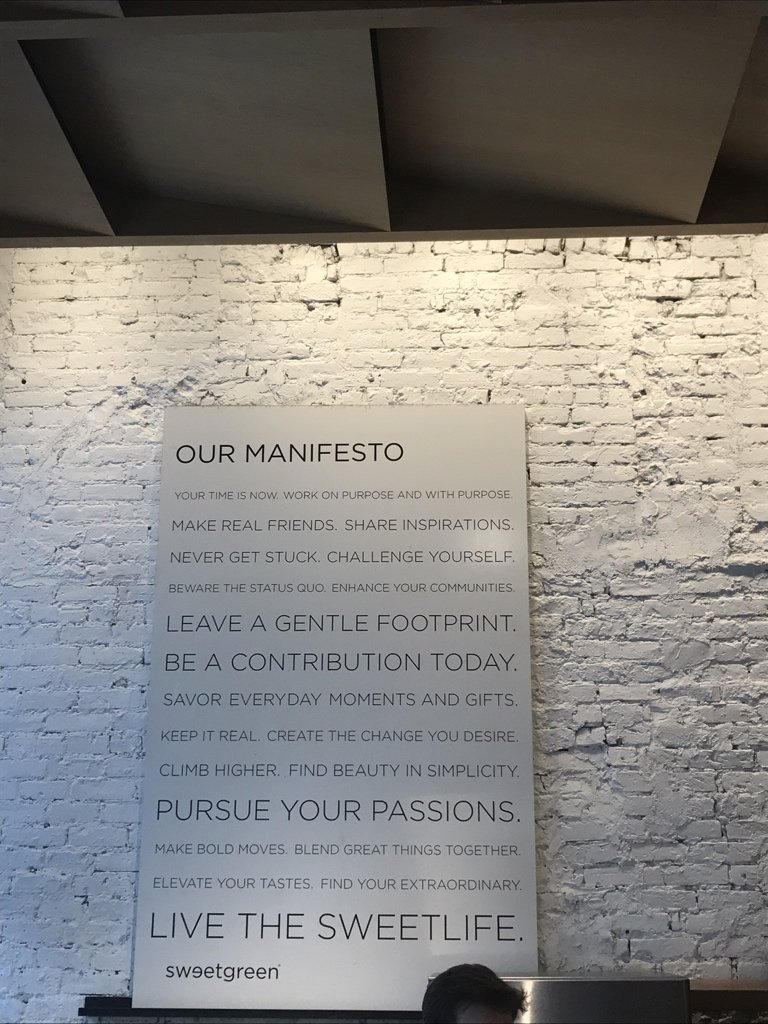 OUR MANIFESTO
YOUR TIME IS NOW. WORK ON PURPOSE AND WITH PURPOSE.
MAKE REAL FRIENDS. SHARE INSPIRATIONS.
NEVER GET STUCK. CHALLENGE YOURSELF.
BEWARE THE STATUS QUO. ENHANCE YOUR COMMUNITIES.
LEAVE A GENTLE FOOTPRINT.
BE A CONTRIBUTION TODAY.
SAVOR EVERYDAY MOMENTS AND GIFTS.
KEEP IT REAL. CREATE THE CHANGE YOU DESIRE.
CLIMB HIGHER. FIND BEAUTY IN SIMPLICITY.
PURSUE YOUR PASSIONS.
MAKE BOLD MOVES. BLEND GREAT THINGS TOGETHER.
ELEVATE YOUR TASTES. FIND YOUR EXTRAORDINARY.
LIVE THE SWEETLIFE.
sweetgreen